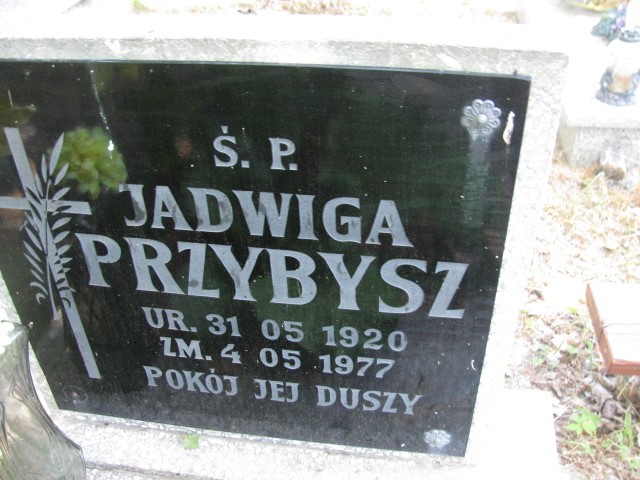 Ś. P.
JADWIGA
PRZYBYSZ
UR. 31 05 1920
ZM. 4 05 1977
POKÓJ JEJ DUSZY